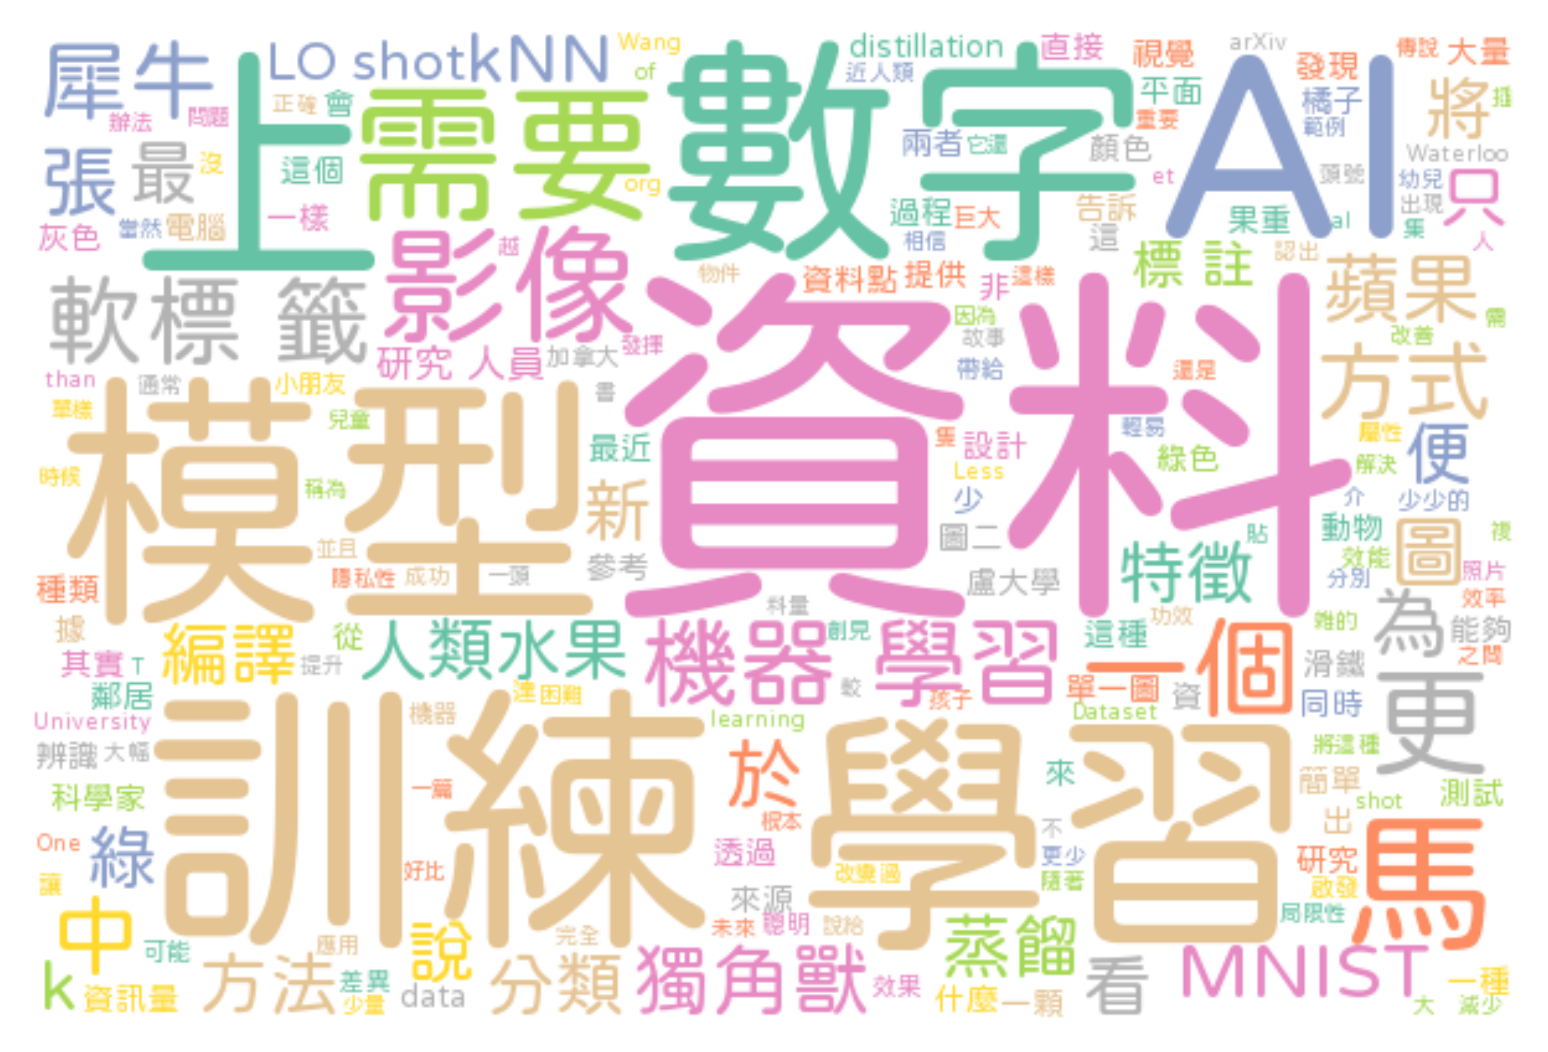 犀牛
上
LO shot
kNN
Wang
of
數字
distillation
近人類
直接
視覺
arXiv
發現
傳說
大量
辦法
問題
正確
會
需要
AI
平面
重要
橘子
範例
將
張
最
沒
這個
org
兩者
它還
顏色
et
頭號
Waterloo
幼兒
出現
只
灰色
當然
電腦
一樣
過程
巨大
相信
告訴
這
果重
al
集
人
影像
越
物件
資料點
提供
非
這樣
標 註
認出
蘋果
軟標 籤
研究 人員
加拿大
發揮
資料
因為
故事
帶給
還是
改善
需
方式
than
通常
小朋友
書
單樣
兒童
模型
最近
隻
設計
輕易
綠色
屬性
便
時候
稱為
新
Less
少
解決
介
少少的
並且
圖二
特徵
貼
動物
效能
圖
複
種類
隱私性
成功
一頭
參考
盧大學
分別
照片
效率
據
編譯
從
人類
水果
料量
機器 學習
創見
這種
功效
一個
雜的
為
能夠
之間
其實
T
提升
較
孩子
單一圖
資
滑鐵
鄰居
達
困難
Dataset
同時
更
University
機器
learning
辨識
大幅
訓練
學習
於
來
將這種
科學家
一篇
根本
簡單
shot
測試
One
綠
不
出
讓
好比
透過
改變過
更少
隨著
研究
啟發
馬
中
來源
局限性
可能
應用
說
完全
未來
聰明
說給
蒸餾
k
資訊量
方法
差異
少量
data
分類
獨角獸
效果
什麼
一顆
看
MNIST
一種
大
減少